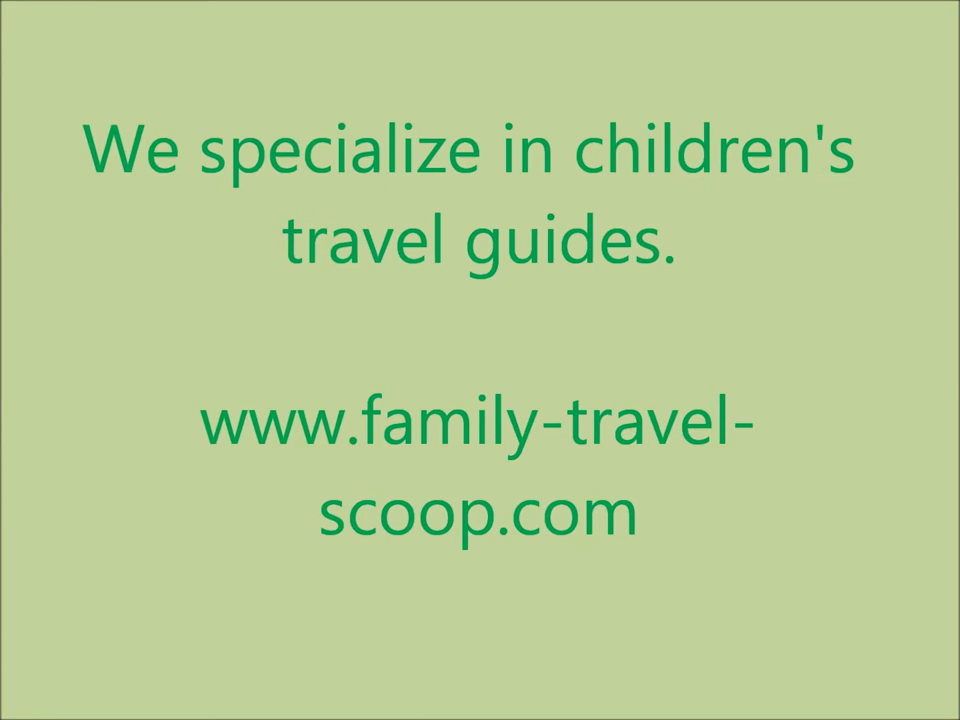 We specialize in children's
travel guides.
www.family-travel-
scoop.com